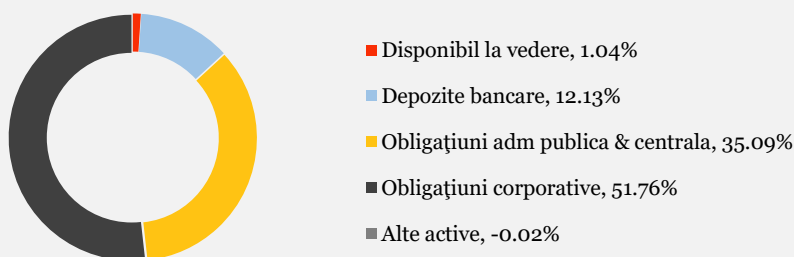 Disponibil la vedere, 1.04%
Depozite bancare, 12.13%
Obligaţiuni adm publica & centrala, 35.09%
Obligaţiuni corporative, 51.76%
Alte active, -0.02%